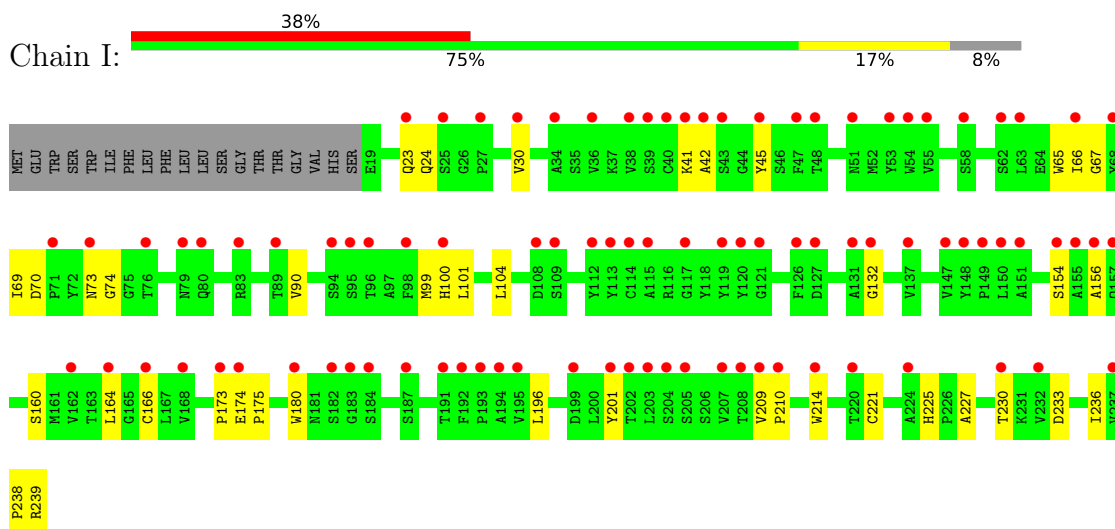 38%
Chain I:
75% 17% 8%
MET GLU TRP SER TRP ILE PHE LEU PHE LEU LEU SER GLY THR THR GLY VAL HIS SER E19 Q23 Q24 S25 G26 P27 V30 A34 S35 V36 K37 V38 S39 C40 K41 A42 S43 G44 Y45 S46 F47 T48 N51 M52 Y53 W54 V55 S58 S62 L63 E64 W65 I66 G67 Y68
I69 D70 P71 Y72 N73 G74 G75 T76 N79 Q80 R83 T89 V90 S94 S95 T96 A97 F98 M99 H100 L101 L104 D108 S109 Y112 Y113 C114 A115 R116 G117 Y118 Y119 Y120 G121 F126 D127 A131 G132 V137 V147 Y148 P149 L150 A151 S154 A155 A156 Q157
S160 M161 V162 T163 L164 G165 C166 L167 V168 P173 E174 P175 W180 N181 S182 G183 S184 S187 T191 F192 P193 A194 V195 L196 D199 L200 Y201 T202 L203 S204 S205 S206 V207 T208 V209 P210 W214 T220 C221 A224 H225 P226 A227 T230 K231 V232 D233 I236 V237
P238 R239